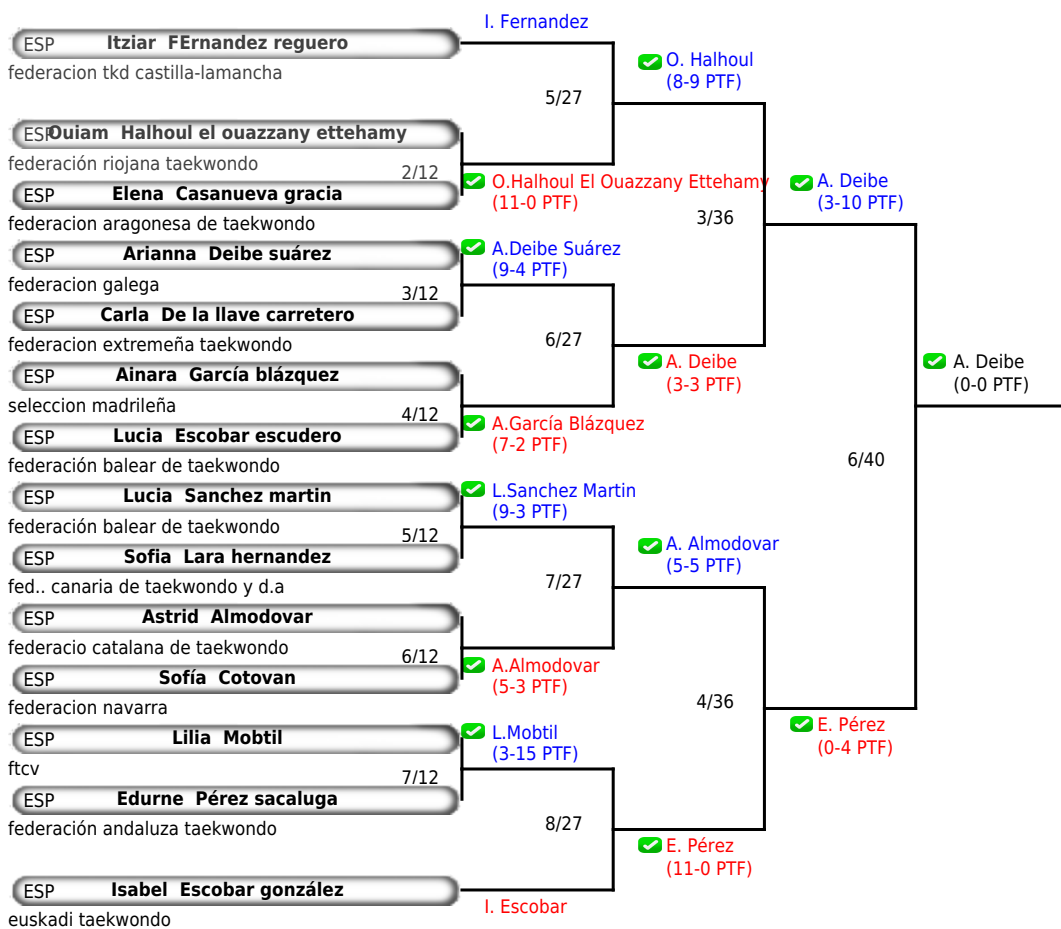 I. Fernandez
ESP Itziar FErnandez reguero
federacion tkd castilla-lamancha
O. Halhoul
(8-9 PTF)
5/27
ESP Ouiam Halhoul el ouazzany ettehamy
federación riojana taekwondo
2/12
O.Halhoul El Ouazzany Ettehamy
(11-0 PTF)
ESP Elena Casanueva gracia
federacion aragonesa de taekwondo
A. Deibe
(3-10 PTF)
3/36
ESP Arianna Deibe suárez
federacion galega
A.Deibe Suárez
(9-4 PTF)
3/12
ESP Carla De la llave carretero
federacion extremeña taekwondo
6/27
A. Deibe
(3-3 PTF)
A. Deibe
(0-0 PTF)
ESP Ainara García blázquez
seleccion madrileña
4/12
A.García Blázquez
(7-2 PTF)
ESP Lucia Escobar escudero
federación balear de taekwondo
6/40
ESP Lucia Sanchez martin
federación balear de taekwondo
L.Sanchez Martin
(9-3 PTF)
5/12
ESP Sofia Lara hernandez
fed.. canaria de taekwondo y d.a
A. Almodovar
(5-5 PTF)
7/27
ESP Astrid Almodovar
federacio catalana de taekwondo
6/12
A.Almodovar
(5-3 PTF)
ESP Sofía Cotovan
federacion navarra
4/36
E. Pérez
(0-4 PTF)
ESP Lilia Mobtil
ftcv
L.Mobtil
(3-15 PTF)
7/12
ESP Edurne Pérez sacaluga
federación andaluza taekwondo
8/27
E. Pérez
(11-0 PTF)
ESP Isabel Escobar gonzález
euskadi taekwondo
I. Escobar